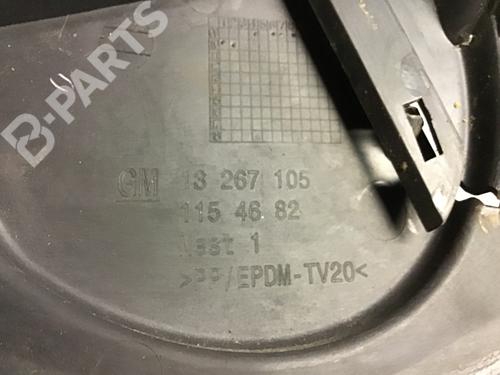 B-PARTS
GM 13 267 105
115 46 82
Nest 1
>PP/EPDM-TV20<